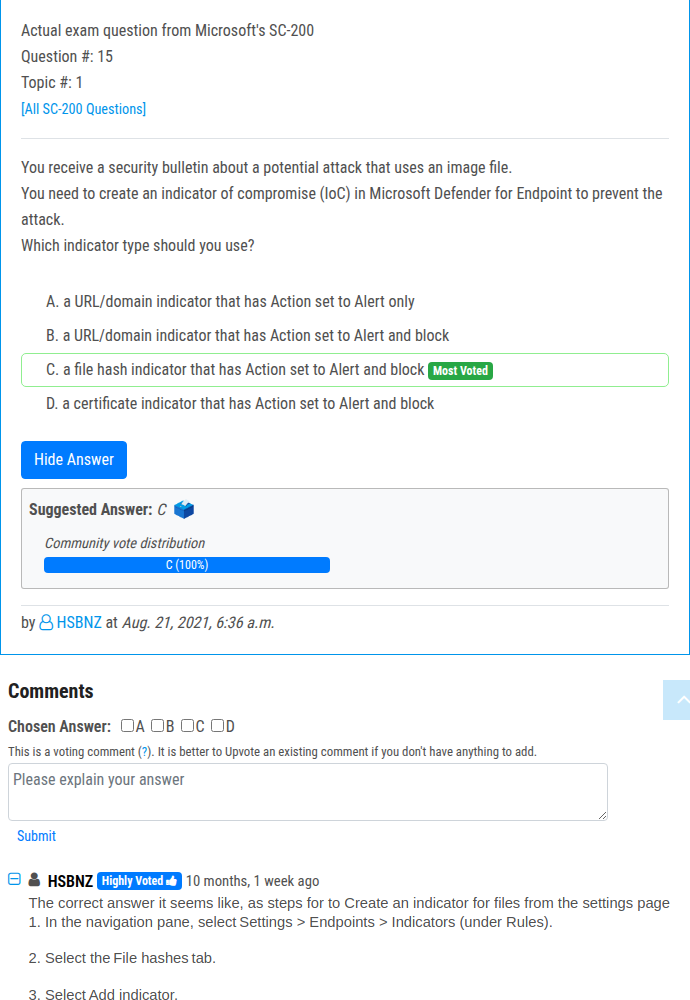 Actual exam question from Microsoft's SC-200
Question #: 15
Topic #: 1
[All SC-200 Questions]
You receive a security bulletin about a potential attack that uses an image file.
You need to create an indicator of compromise (IoC) in Microsoft Defender for Endpoint to prevent the
attack.
Which indicator type should you use?
A. a URL/domain indicator that has Action set to Alert only
B. a URL/domain indicator that has Action set to Alert and block
C. a file hash indicator that has Action set to Alert and block Most Voted
D. a certificate indicator that has Action set to Alert and block
Hide Answer
Suggested Answer: C
Community vote distribution
C (100%)
by HSBNZ at Aug. 21, 2021, 6:36 a.m.
Comments
Chosen Answer: A B C D
This is a voting comment (?). It is better to Upvote an existing comment if you don't have anything to add.
Please explain your answer
Submit
HSBNZ Highly Voted 10 months, 1 week ago
The correct answer it seems like, as steps for to Create an indicator for files from the settings page
1. In the navigation pane, select Settings > Endpoints > Indicators (under Rules).
2. Select the File hashes tab.
3. Select Add indicator.